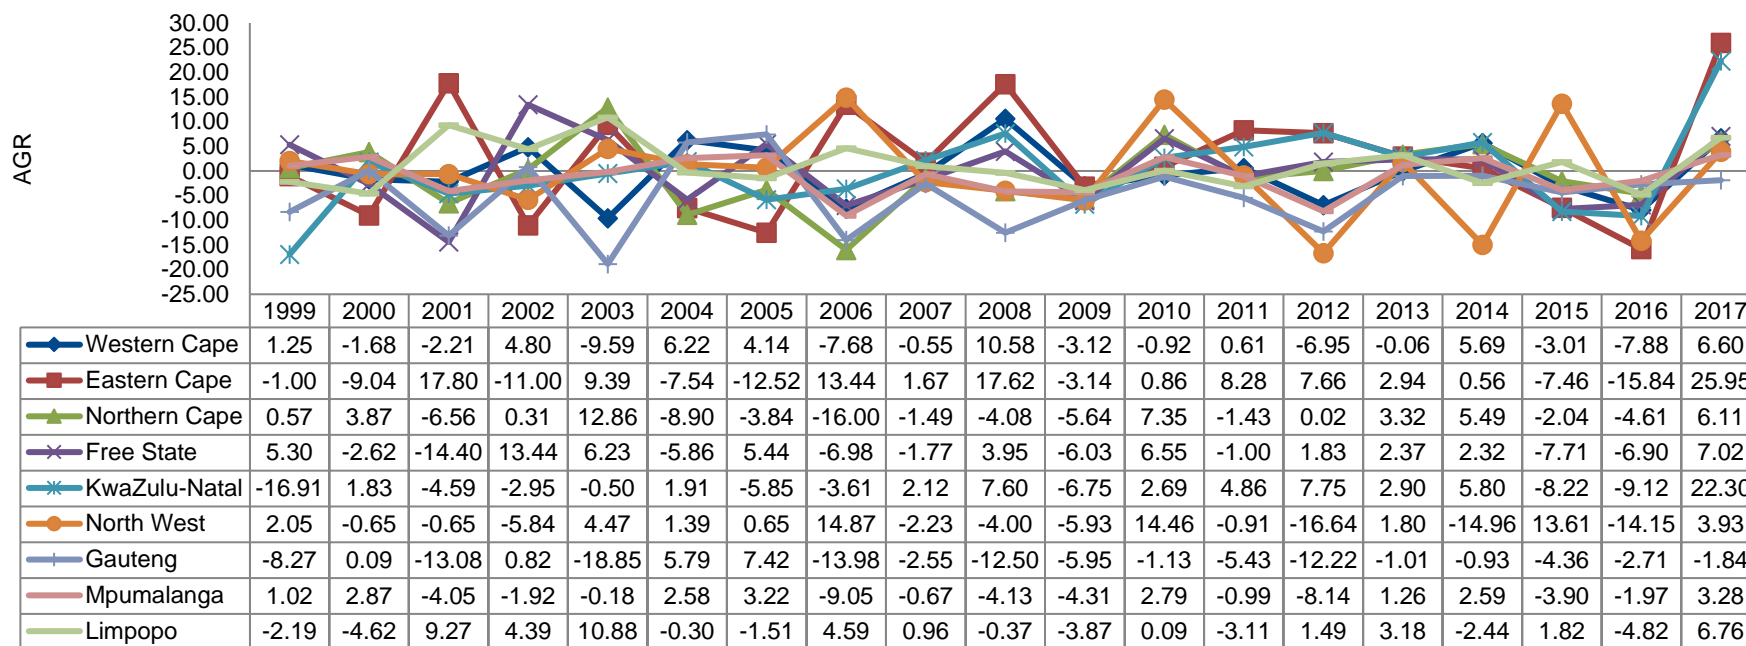 30.00
25.00
20.00
15.00
10.00
5.00
0.00
-5.00
-10.00
-15.00
-20.00
-25.00
AGR
1999 2000 2001 2002 2003 2004 2005 2006 2007 2008 2009 2010 2011 2012 2013 2014 2015 2016 2017
Western Cape 1.25 -1.68 -2.21 4.80 -9.59 6.22 4.14 -7.68 -0.55 10.58 -3.12 -0.92 0.61 -6.95 -0.06 5.69 -3.01 -7.88 6.60
Eastern Cape -1.00 -9.04 17.80 -11.00 9.39 -7.54 -12.52 13.44 1.67 17.62 -3.14 0.86 8.28 7.66 2.94 0.56 -7.46 -15.84 25.95
Northern Cape 0.57 3.87 -6.56 0.31 12.86 -8.90 -3.84 -16.00 -1.49 -4.08 -5.64 7.35 -1.43 0.02 3.32 5.49 -2.04 -4.61 6.11
Free State 5.30 -2.62 -14.40 13.44 6.23 -5.86 5.44 -6.98 -1.77 3.95 -6.03 6.55 -1.00 1.83 2.37 2.32 -7.71 -6.90 7.02
KwaZulu-Natal -16.91 1.83 -4.59 -2.95 -0.50 1.91 -5.85 -3.61 2.12 7.60 -6.75 2.69 4.86 7.75 2.90 5.80 -8.22 -9.12 22.30
North West 2.05 -0.65 -0.65 -5.84 4.47 1.39 0.65 14.87 -2.23 -4.00 -5.93 14.46 -0.91 -16.64 1.80 -14.96 13.61 -14.15 3.93
Gauteng -8.27 0.09 -13.08 0.82 -18.85 5.79 7.42 -13.98 -2.55 -12.50 -5.95 -1.13 -5.43 -12.22 -1.01 -0.93 -4.36 -2.71 -1.84
Mpumalanga 1.02 2.87 -4.05 -1.92 -0.18 2.58 3.22 -9.05 -0.67 -4.13 -4.31 2.79 -0.99 -8.14 1.26 2.59 -3.90 -1.97 3.28
Limpopo -2.19 -4.62 9.27 4.39 10.88 -0.30 -1.51 4.59 0.96 -0.37 -3.87 0.09 -3.11 1.49 3.18 -2.44 1.82 -4.82 6.76